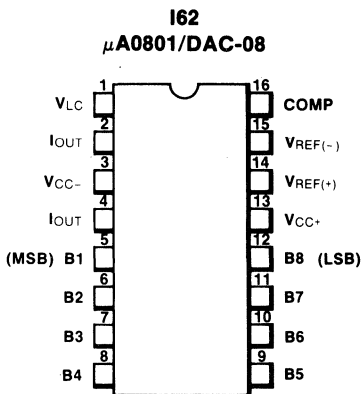 I62
μA0801/DAC-08
1 16
VLC COMP
2 15
IOUT VREF(−)
3 14
VCC− VREF(+)
4 13
IOUT VCC+
5 12
(MSB) B1 B8 (LSB)
6 11
B2 B7
7 10
B3 B6
8 9
B4 B5